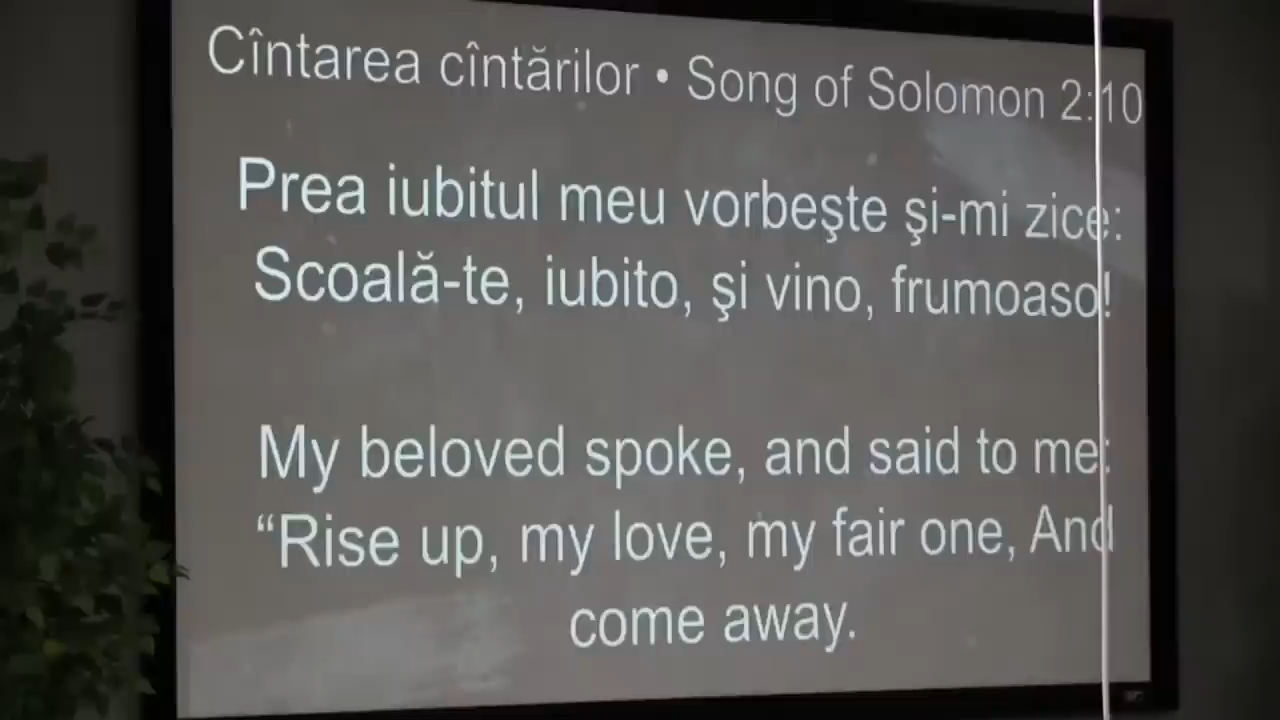 Cîntarea cîntărilor • Song of Solomon 2:10
Prea iubitul meu vorbeşte şi-mi zice:
Scoală-te, iubito, şi vino, frumoaso!
My beloved spoke, and said to me:
“Rise up, my love, my fair one, And
come away.